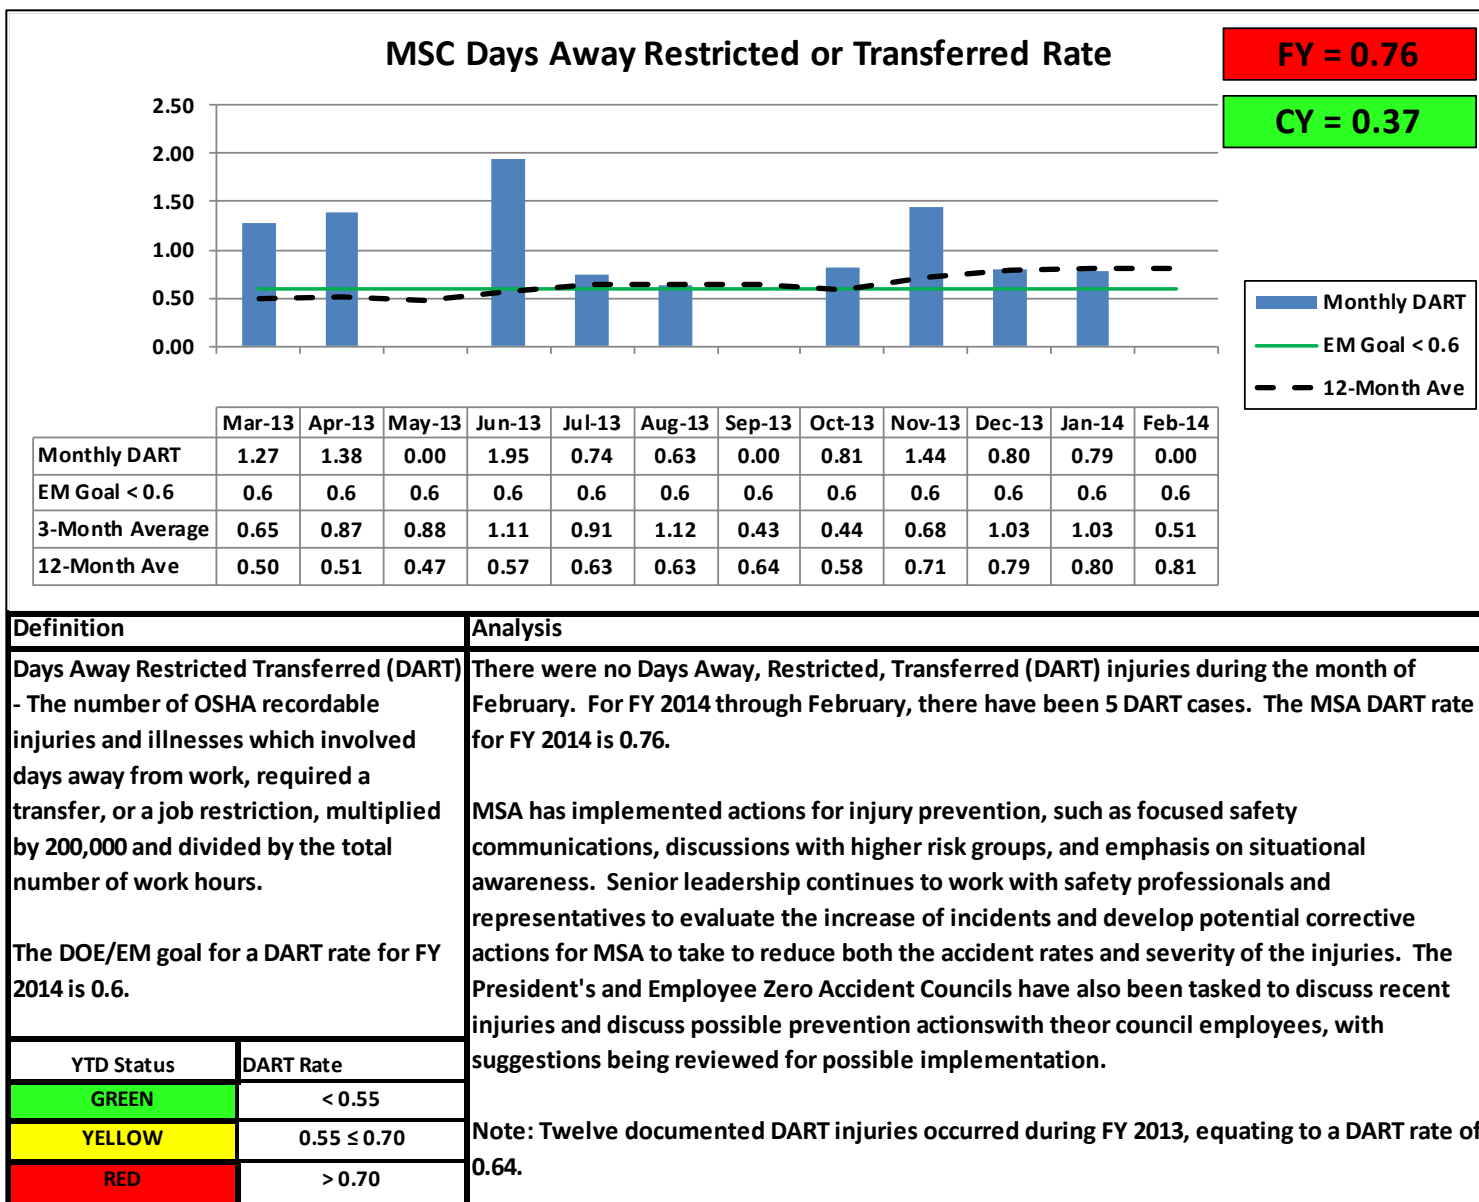 MSC Days Away Restricted or Transferred Rate
FY = 0.76
CY = 0.37
2.50
2.00
1.50
1.00
0.50
0.00
Monthly DART
EM Goal < 0.6
12-Month Ave
Mar-13 Apr-13 May-13 Jun-13 Jul-13 Aug-13 Sep-13 Oct-13 Nov-13 Dec-13 Jan-14 Feb-14
Monthly DART 1.27 1.38 0.00 1.95 0.74 0.63 0.00 0.81 1.44 0.80 0.79 0.00
EM Goal < 0.6 0.6 0.6 0.6 0.6 0.6 0.6 0.6 0.6 0.6 0.6 0.6 0.6
3-Month Average 0.65 0.87 0.88 1.11 0.91 1.12 0.43 0.44 0.68 1.03 1.03 0.51
12-Month Ave 0.50 0.51 0.47 0.57 0.63 0.63 0.64 0.58 0.71 0.79 0.80 0.81
Definition
Days Away Restricted Transferred (DART)
- The number of OSHA recordable
injuries and illnesses which involved
days away from work, required a
transfer, or a job restriction, multiplied
by 200,000 and divided by the total
number of work hours.
The DOE/EM goal for a DART rate for FY
2014 is 0.6.
YTD Status DART Rate
GREEN < 0.55
YELLOW 0.55 ≤ 0.70
RED > 0.70
Analysis
There were no Days Away, Restricted, Transferred (DART) injuries during the month of
February. For FY 2014 through February, there have been 5 DART cases. The MSA DART rate
for FY 2014 is 0.76.
MSA has implemented actions for injury prevention, such as focused safety
communications, discussions with higher risk groups, and emphasis on situational
awareness. Senior leadership continues to work with safety professionals and
representatives to evaluate the increase of incidents and develop potential corrective
actions for MSA to take to reduce both the accident rates and severity of the injuries. The
President's and Employee Zero Accident Councils have also been tasked to discuss recent
injuries and discuss possible prevention actionswith theor council employees, with
suggestions being reviewed for possible implementation.
Note: Twelve documented DART injuries occurred during FY 2013, equating to a DART rate of
0.64.